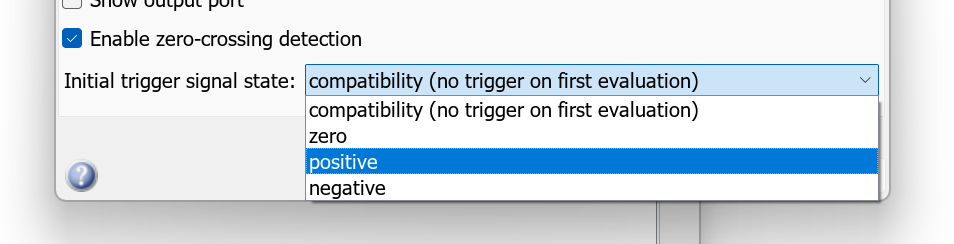 Show output port
Enable zero-crossing detection
Initial trigger signal state: compatibility (no trigger on first evaluation)
compatibility (no trigger on first evaluation)
zero
positive
negative
?